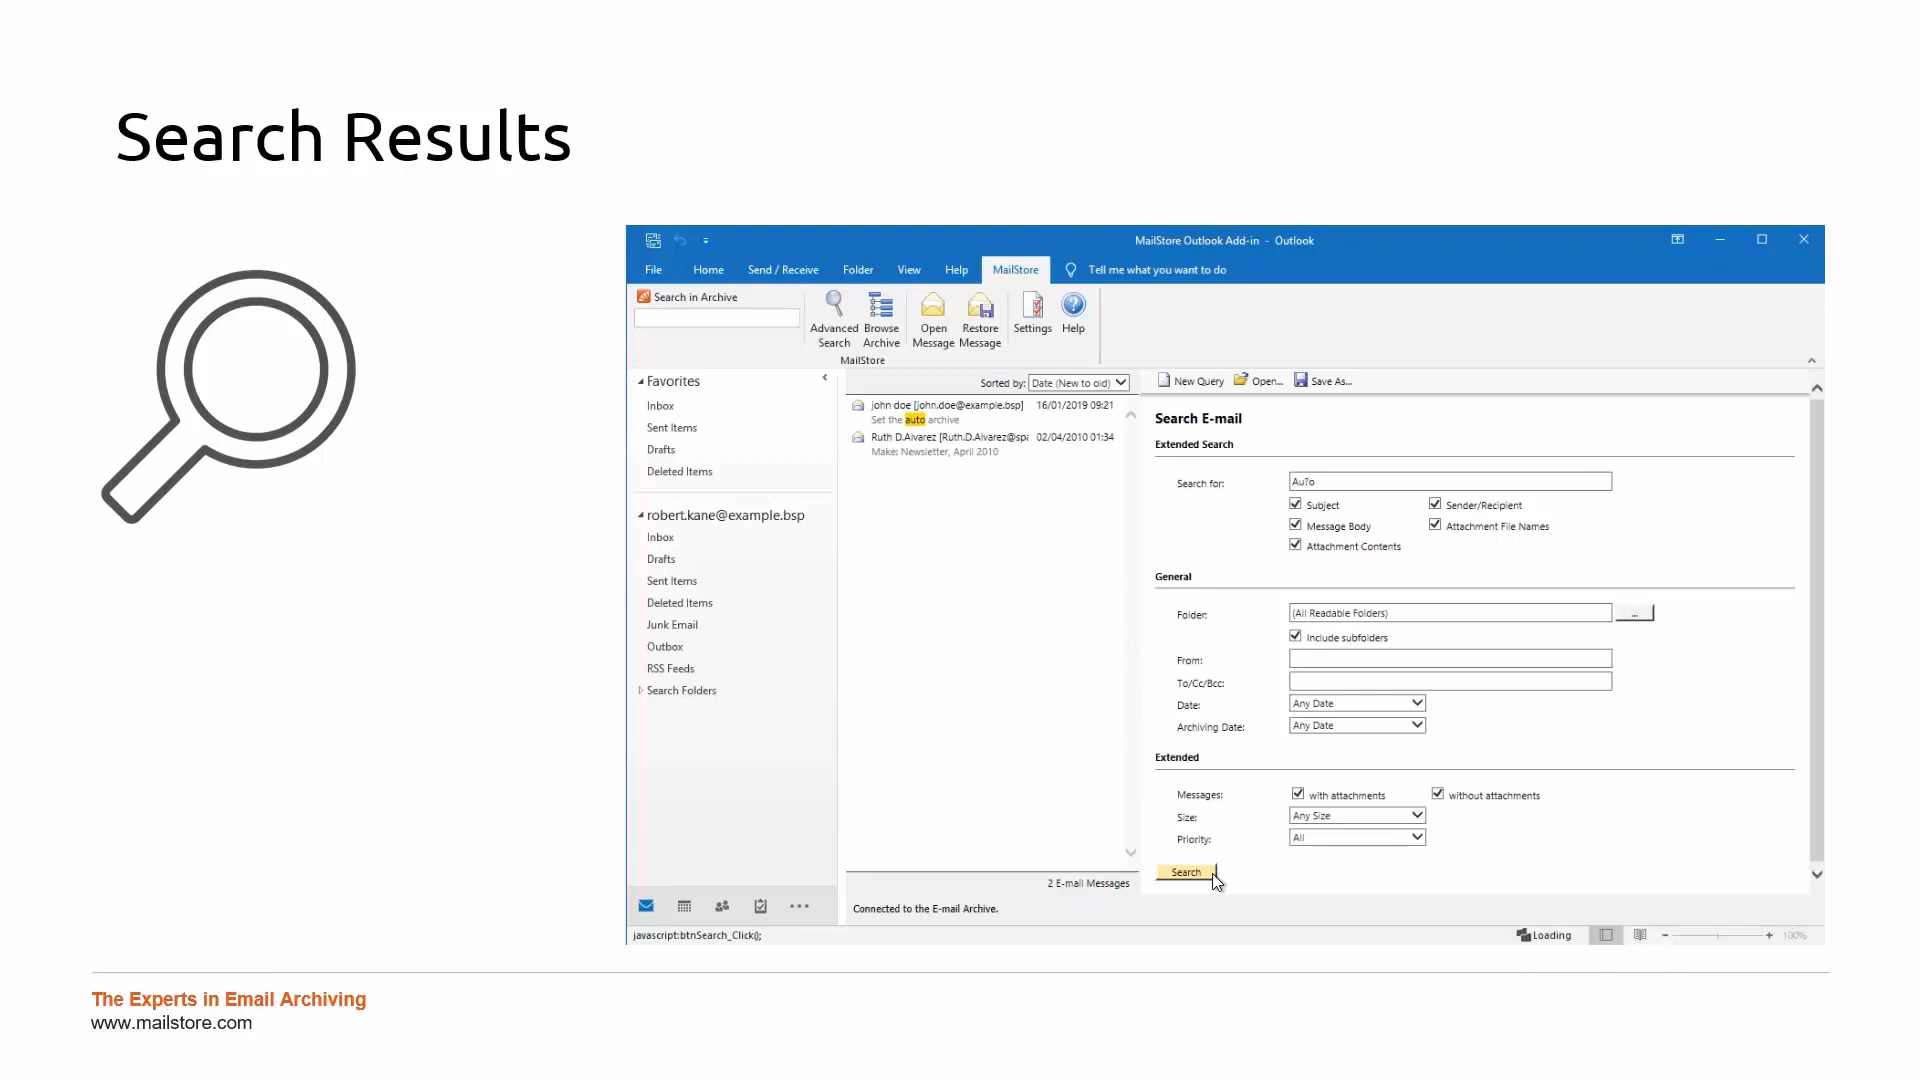 Search Results
MailStore Outlook Add-in - Outlook
File Home Send / Receive Folder View Help MailStore Tell me what you want to do
Search in Archive
Advanced Search
Browse Archive
Open Message
Restore Message
Settings
Help
MailStore
Favorites
Inbox
Sent Items
Drafts
Deleted Items
robert.kane@example.bsp
Inbox
Drafts
Sent Items
Deleted Items
Junk Email
Outbox
RSS Feeds
Search Folders
Sorted by: Date (New to old)
john doe [john.doe@example.bsp] 16/01/2019 09:21
Set the auto archive
Ruth D.Alvarez [Ruth.D.Alvarez@spa 02/04/2010 01:34
Make: Newsletter, April 2010
2 E-mail Messages
Connected to the E-mail Archive.
New Query Open... Save As...
Search E-mail
Extended Search
Search for: Au?o
Subject Sender/Recipient
Message Body Attachment File Names
Attachment Contents
General
Folder: (All Readable Folders) ...
Include subfolders
From:
To/Cc/Bcc:
Date: Any Date
Archiving Date: Any Date
Extended
Messages: with attachments without attachments
Size: Any Size
Priority: All
Search
javascript:btnSearch_Click();
Loading 100%
The Experts in Email Archiving
www.mailstore.com